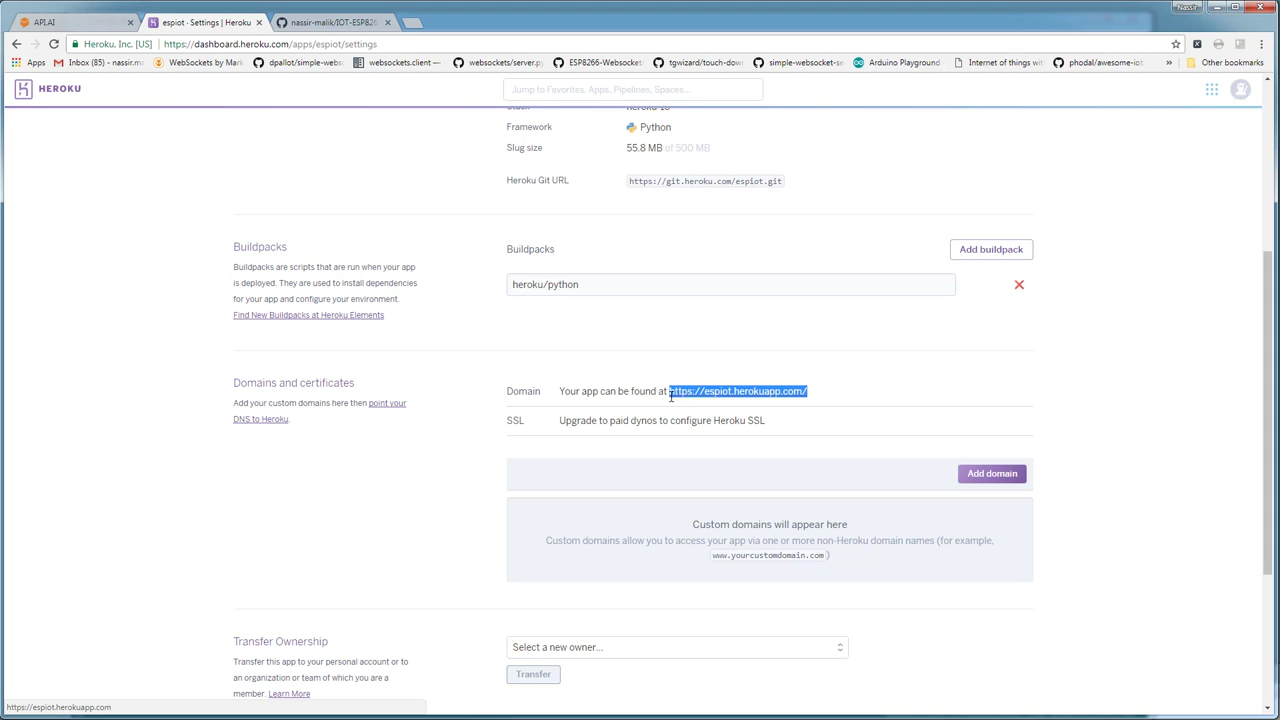 Nassir
API.AI
espiot · Settings | Heroku
nassir-malik/IOT-ESP826
Heroku, Inc. [US]
https://dashboard.heroku.com/apps/espiot/settings
Apps
Inbox (85) - nassir.ma
WebSockets by Mark
dpallot/simple-webs
websockets.client —
websockets/server.py
ESP8266-Websocket
tgwizard/touch-down
simple-websocket-se
Arduino Playground
Internet of things wi
phodal/awesome-iot
»
Other bookmarks
HEROKU
Jump to Favorites, Apps, Pipelines, Spaces...
Framework
Python
Slug size
55.8 MB of 500 MB
Heroku Git URL
https://git.heroku.com/espiot.git
Buildpacks
Buildpacks are scripts that are run when your app
is deployed. They are used to install dependencies
for your app and configure your environment.
Find New Buildpacks at Heroku Elements
Buildpacks
Add buildpack
heroku/python
Domains and certificates
Add your custom domains here then point your
DNS to Heroku.
Domain
Your app can be found at https://espiot.herokuapp.com/
SSL
Upgrade to paid dynos to configure Heroku SSL
Add domain
Custom domains will appear here
Custom domains allow you to access your app via one or more non-Heroku domain names (for example,
www.yourcustomdomain.com )
Transfer Ownership
Transfer this app to your personal account or to
an organization or team of which you are a
member. Learn More
Select a new owner...
Transfer
https://espiot.herokuapp.com